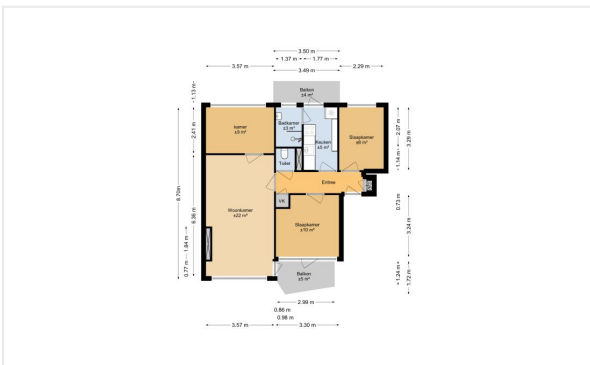 3.50 m
1.37 m
1.77 m
3.57 m
3.49 m
2.29 m
1.13 m
Balkon
±4 m²
kamer
±9 m²
Badkamer
±3 m²
Keuken
±5 m²
Slaapkamer
±8 m²
2.41 m
2.07 m
3.29 m
1.14 m
Toilet
Entree
8.70m
6.36 m
Woonkamer
±22 m²
VK
Slaapkamer
±10 m²
0.73 m
3.24 m
1.84 m
0.77 m
Balkon
±5 m²
1.24 m
1.72 m
2.99 m
0.86 m
0.98 m
3.57 m
3.30 m